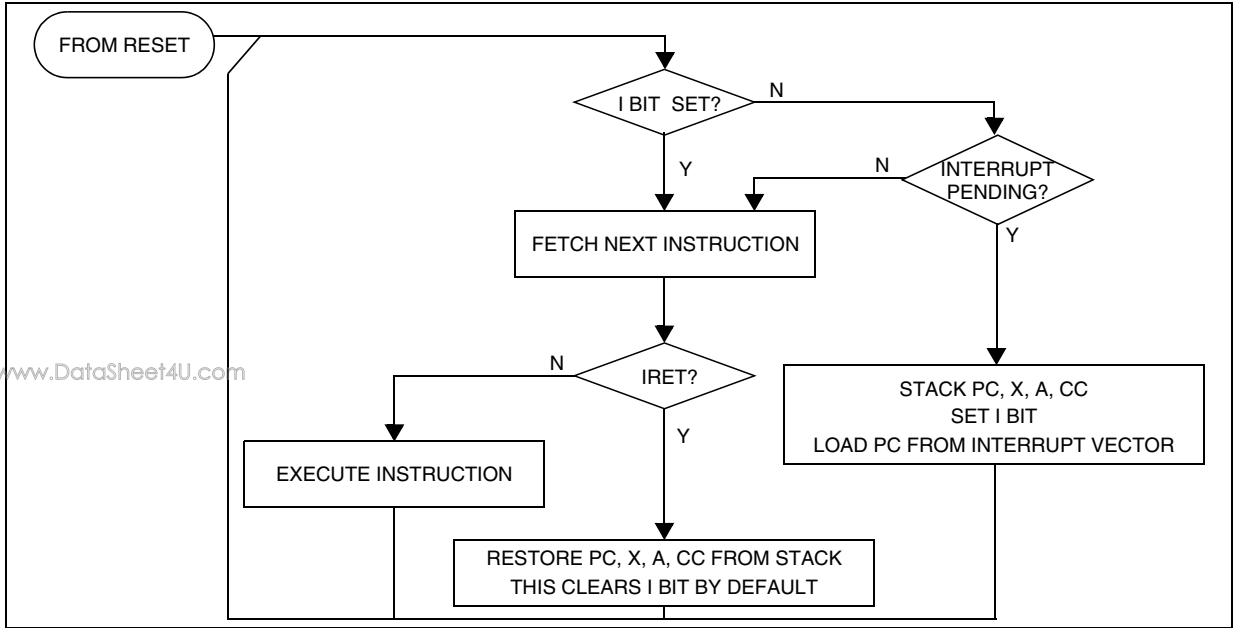 FROM RESET
I BIT SET?
N
Y
N
INTERRUPT
PENDING?
Y
FETCH NEXT INSTRUCTION
www.DataSheet4U.com
N
IRET?
Y
STACK PC, X, A, CC
SET I BIT
LOAD PC FROM INTERRUPT VECTOR
EXECUTE INSTRUCTION
RESTORE PC, X, A, CC FROM STACK
THIS CLEARS I BIT BY DEFAULT